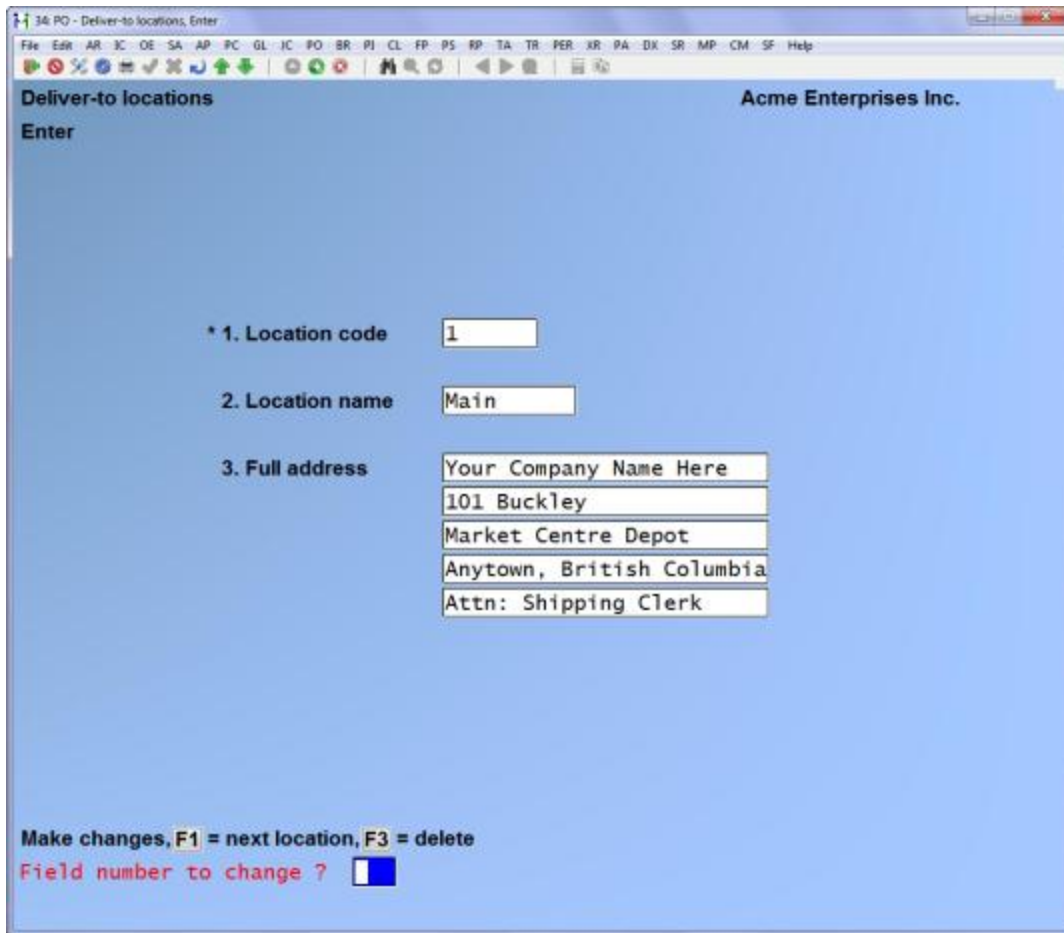 34: PO - Deliver-to locations, Enter
File Edit AR IC OE SA AP PC GL JC PO BR PJ CL FP PS RP TA TR PER XR PA DX SR MP CM SF Help
Deliver-to locations Acme Enterprises Inc.
Enter
* 1. Location code 1
2. Location name Main
3. Full address Your Company Name Here
101 Buckley
Market Centre Depot
Anytown, British Columbia
Attn: Shipping Clerk
Make changes, F1 = next location, F3 = delete
Field number to change ?